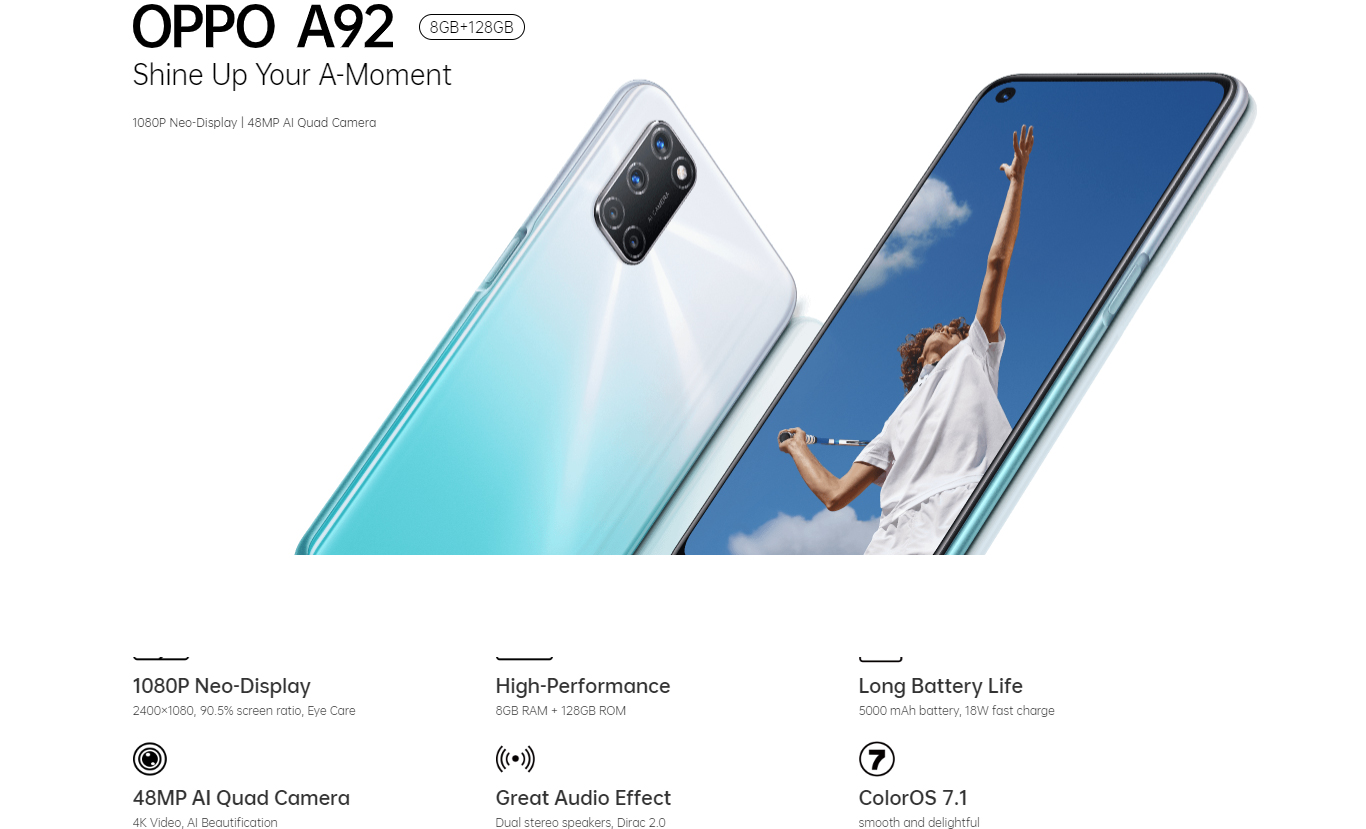 OPPO A92 8GB+128GB
Shine Up Your A-Moment
1080P Neo-Display | 48MP AI Quad Camera
AI CAMERA
1080P Neo-Display
2400×1080, 90.5% screen ratio, Eye Care
High-Performance
8GB RAM + 128GB ROM
Long Battery Life
5000 mAh battery, 18W fast charge
48MP AI Quad Camera
4K Video, AI Beautification
Great Audio Effect
Dual stereo speakers, Dirac 2.0
7
ColorOS 7.1
smooth and delightful